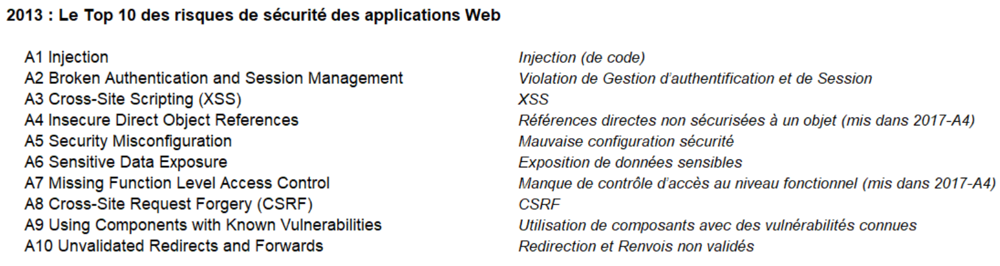 2013 : Le Top 10 des risques de sécurité des applications Web
A1 Injection Injection (de code)
A2 Broken Authentication and Session Management Violation de Gestion d'authentification et de Session
A3 Cross-Site Scripting (XSS) XSS
A4 Insecure Direct Object References Références directes non sécurisées à un objet (mis dans 2017-A4)
A5 Security Misconfiguration Mauvaise configuration sécurité
A6 Sensitive Data Exposure Exposition de données sensibles
A7 Missing Function Level Access Control Manque de contrôle d'accès au niveau fonctionnel (mis dans 2017-A4)
A8 Cross-Site Request Forgery (CSRF) CSRF
A9 Using Components with Known Vulnerabilities Utilisation de composants avec des vulnérabilités connues
A10 Unvalidated Redirects and Forwards Redirection et Renvois non validés